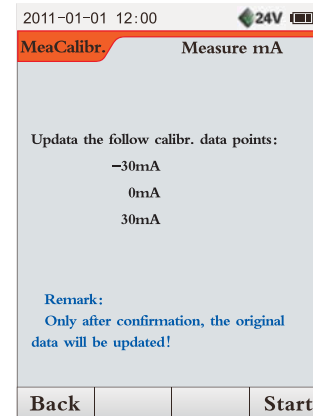 2011-01-01 12:00 24V
MeaCalibr. Measure mA
Updata the follow calibr. data points:
-30mA
0mA
30mA
Remark:
Only after confirmation, the original
data will be updated!
Back Start